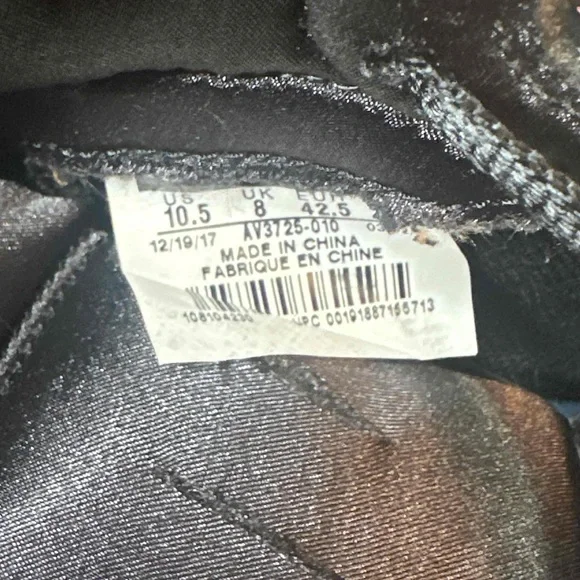 US UK EUR
10.5 8 42.5
12/19/17 AV3725-010
MADE IN CHINA
FABRIQUE EN CHINE
UPC